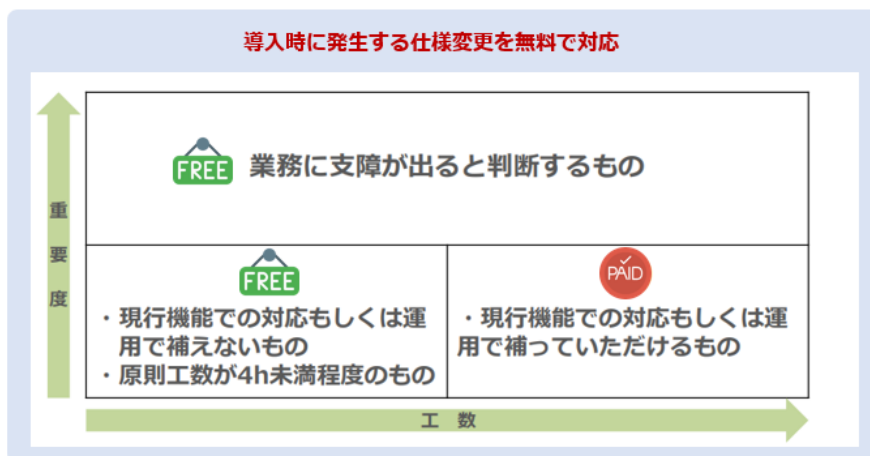 導入時に発生する仕様変更を無料で対応
FREE 業務に支障が出ると判断するもの
重要度
FREE
・現行機能での対応もしくは運
用で補えないもの
・原則工数が4h未満程度のもの
PAID
・現行機能での対応もしくは運
用で補っていただけるもの
工 数